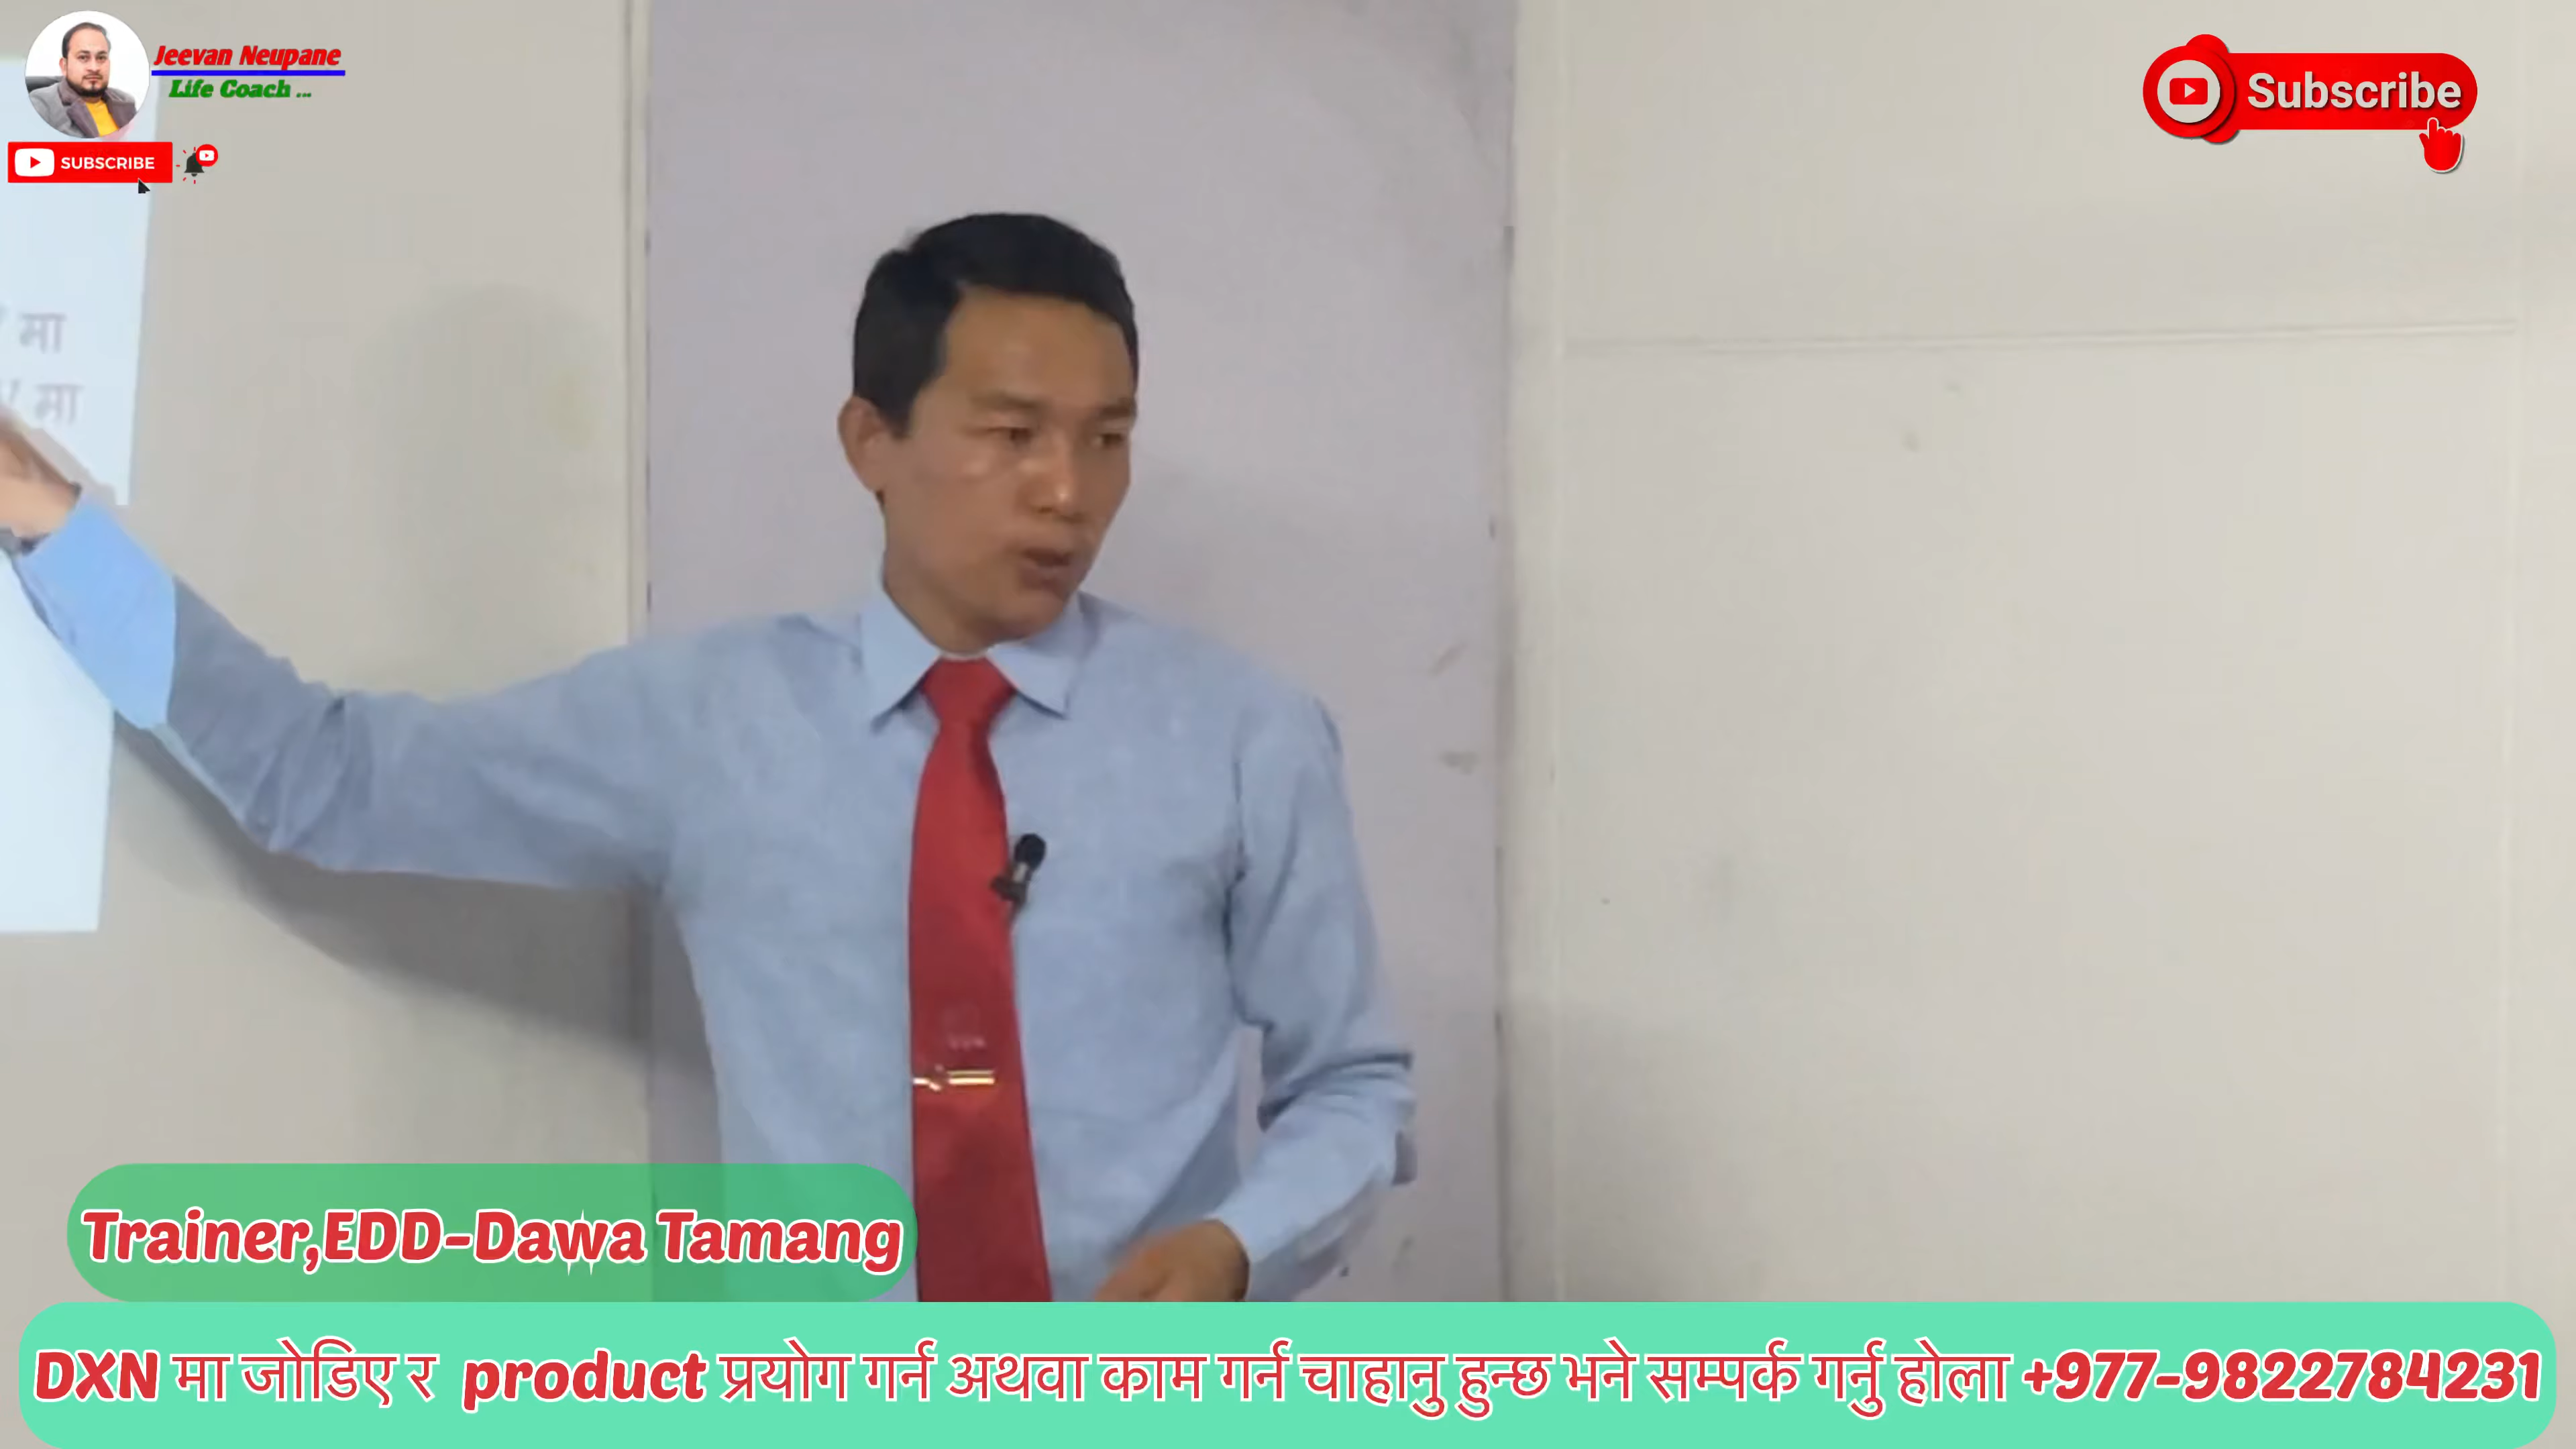 Jeevan Neupane
Life Coach ...
SUBSCRIBE
Subscribe
मा
मा
Trainer,EDD-Dawa Tamang
DXN मा जोडिए र product प्रयोग गर्न अथवा काम गर्न चाहानु हुन्छ भने सम्पर्क गर्नु होला +977-9822784231